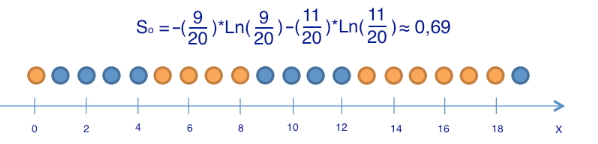 S₀ = -(9/20)*Ln(9/20)-(11/20)*Ln(11/20)≈ 0,69
0 2 4 6 8 10 12 14 16 18 X